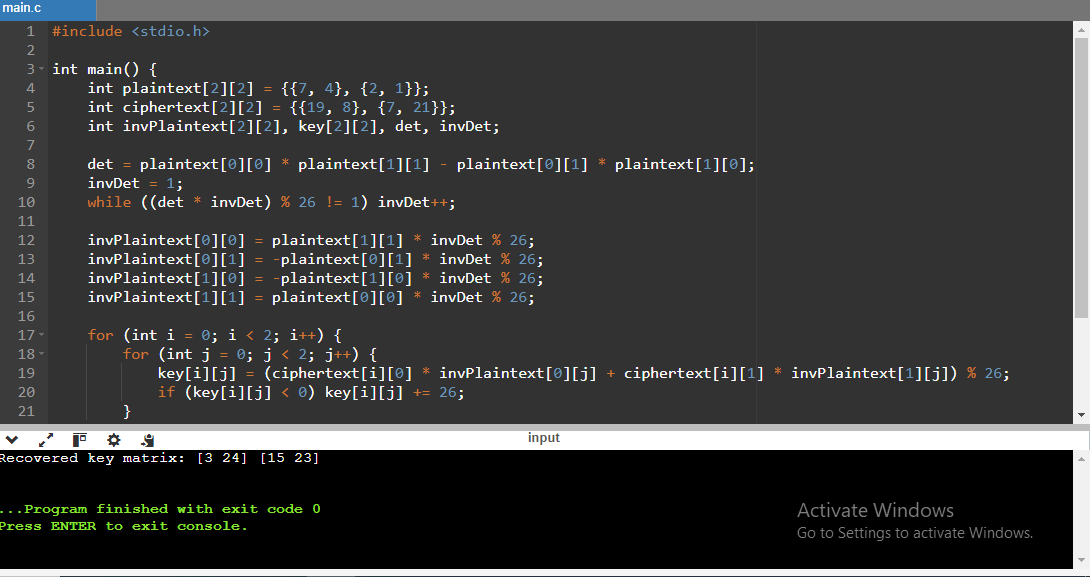 main.c
1 #include <stdio.h>
2
3 int main() {
4 int plaintext[2][2] = {{7, 4}, {2, 1}};
5 int ciphertext[2][2] = {{19, 8}, {7, 21}};
6 int invPlaintext[2][2], key[2][2], det, invDet;
7
8 det = plaintext[0][0] * plaintext[1][1] - plaintext[0][1] * plaintext[1][0];
9 invDet = 1;
10 while ((det * invDet) % 26 != 1) invDet++;
11
12 invPlaintext[0][0] = plaintext[1][1] * invDet % 26;
13 invPlaintext[0][1] = -plaintext[0][1] * invDet % 26;
14 invPlaintext[1][0] = -plaintext[1][0] * invDet % 26;
15 invPlaintext[1][1] = plaintext[0][0] * invDet % 26;
16
17 for (int i = 0; i < 2; i++) {
18 for (int j = 0; j < 2; j++) {
19 key[i][j] = (ciphertext[i][0] * invPlaintext[0][j] + ciphertext[i][1] * invPlaintext[1][j]) % 26;
20 if (key[i][j] < 0) key[i][j] += 26;
21 }
input
Recovered key matrix: [3 24] [15 23]
...Program finished with exit code 0
Press ENTER to exit console.
Activate Windows
Go to Settings to activate Windows.